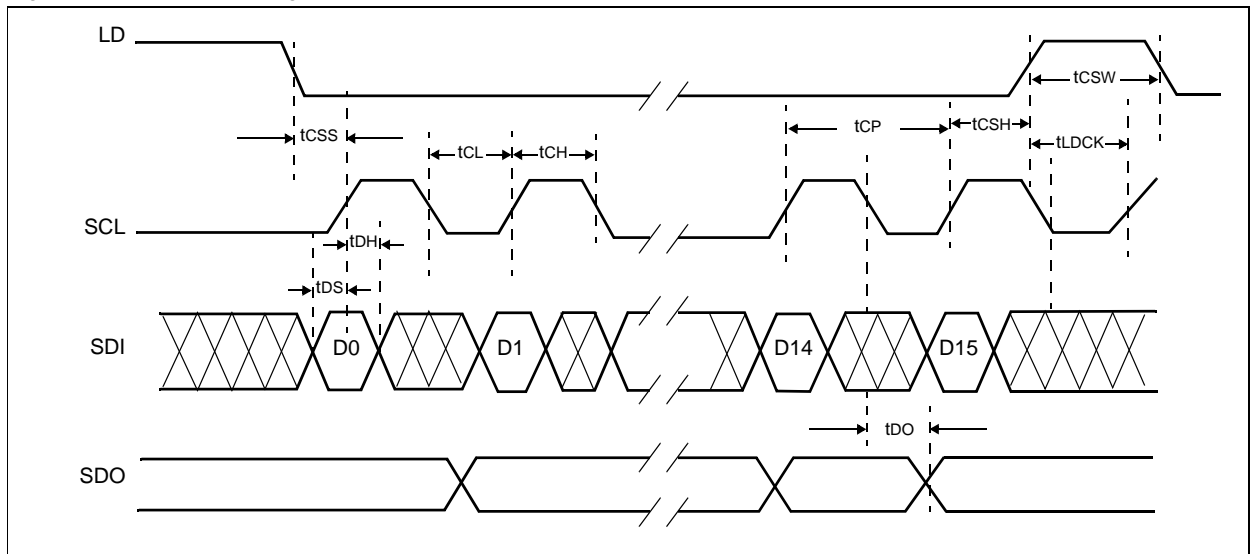 LD
tCSW
tCSS
tCP
tCSH
tCL
tCH
tLDCK
SCL
tDH
tDS
SDI
D0
D1
D14
D15
tDO
SDO